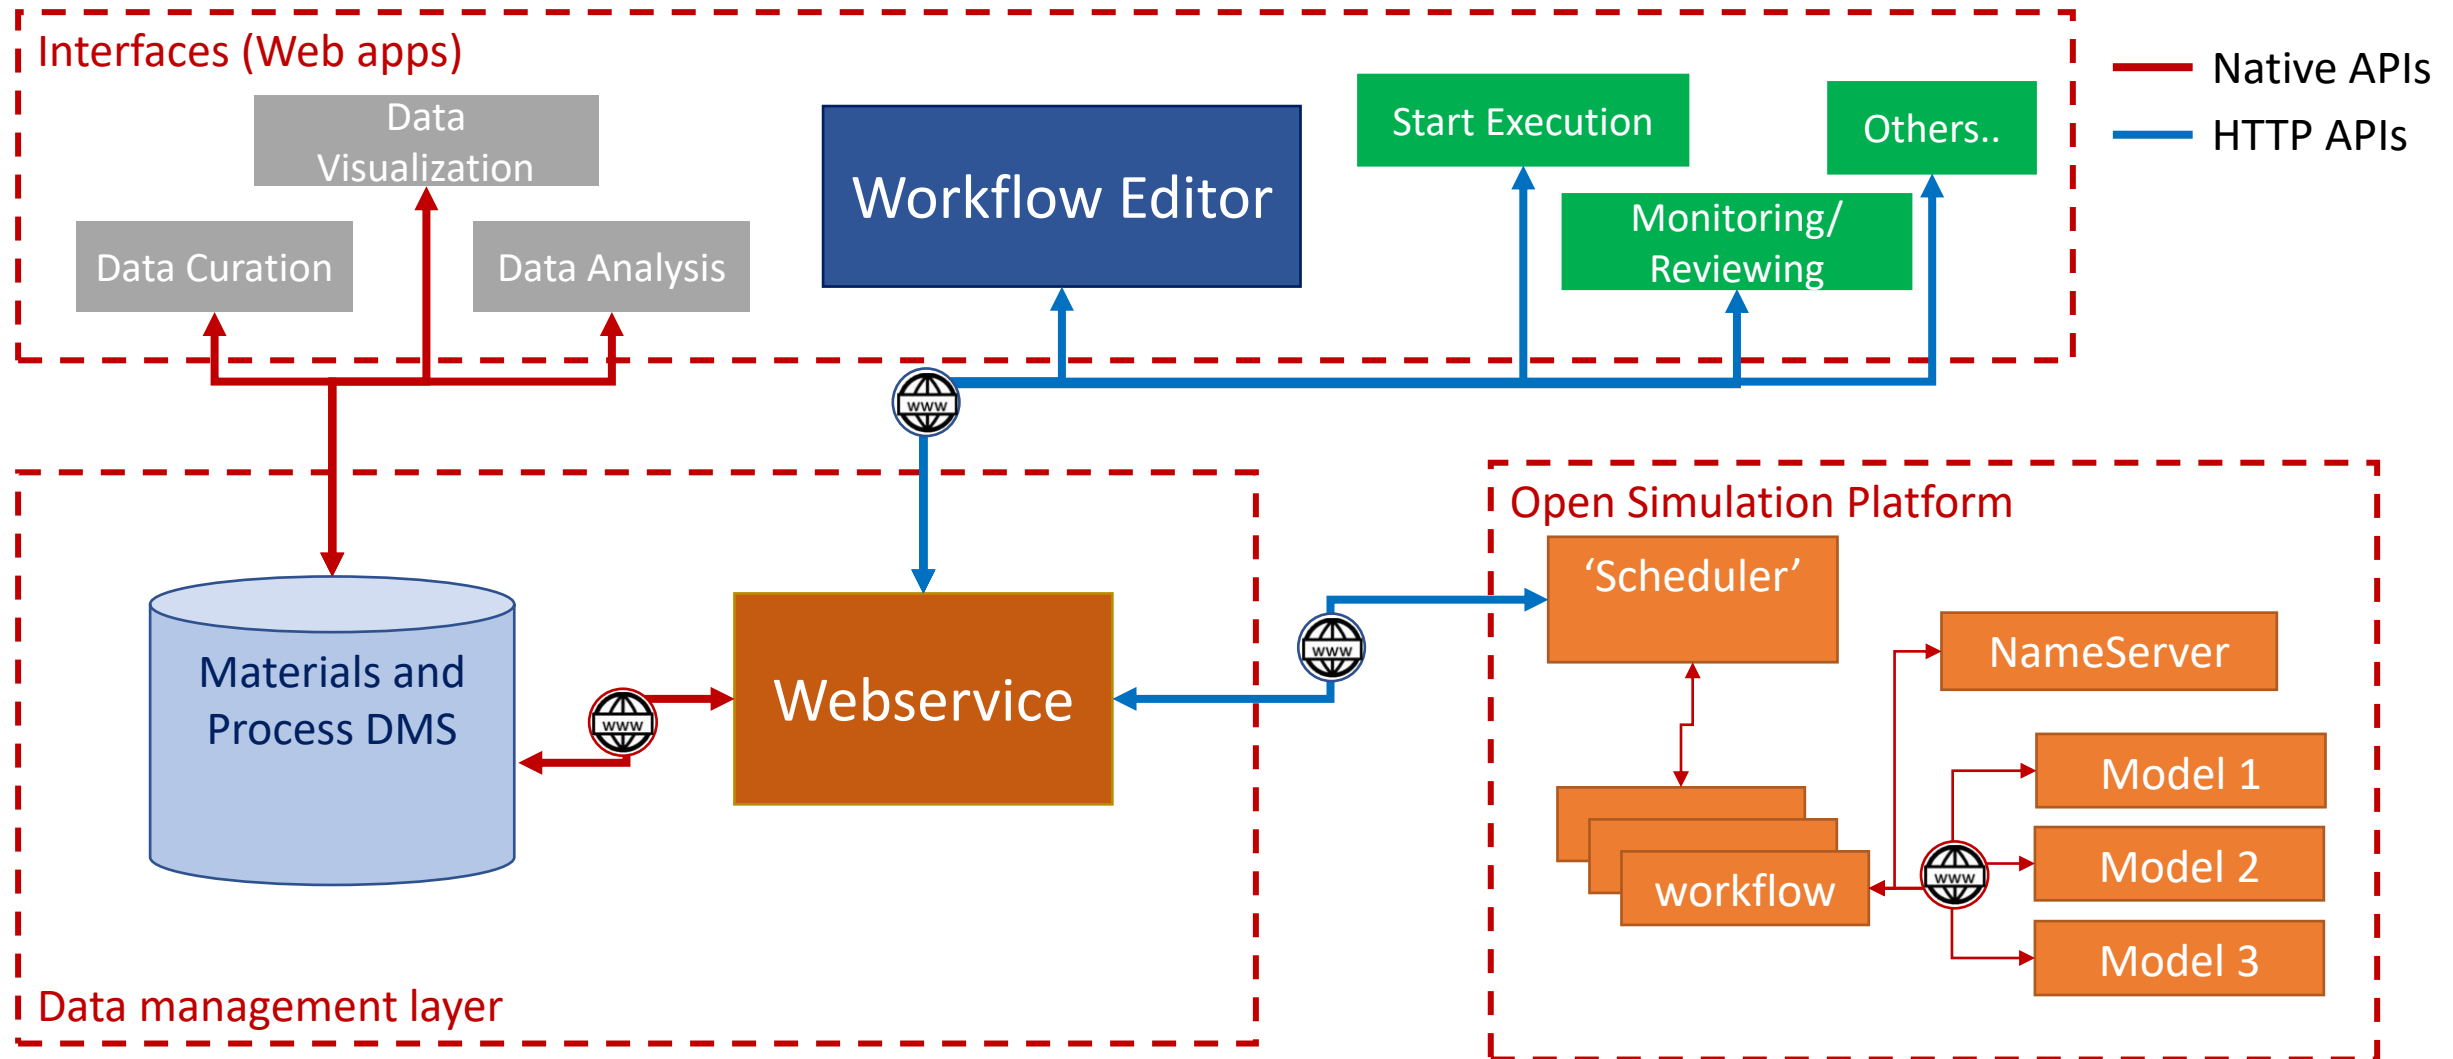 Interfaces (Web apps)
Data
Visualization
Data Curation
Data Analysis
Workflow Editor
Start Execution
Others..
Monitoring/
Reviewing
Native APIs
HTTP APIs
www
Materials and
Process DMS
www
Webservice
Data management layer
www
Open Simulation Platform
‘Scheduler’
NameServer
workflow
www
Model 1
Model 2
Model 3